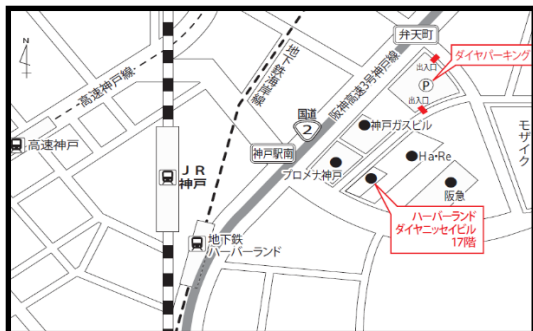 N
高速神戸線
高速神戸
JR
神戸
地下鉄海岸線
地下鉄
ハーバーランド
阪神高速3号線
国道
2
神戸駅南
弁天町
出入口
P
出入口
ダイヤパーキング
神戸ガスビル
プロメナ神戸
Ha・Re
阪急
モザイク
ハーバーランド
ダイヤニッセイビル
17階